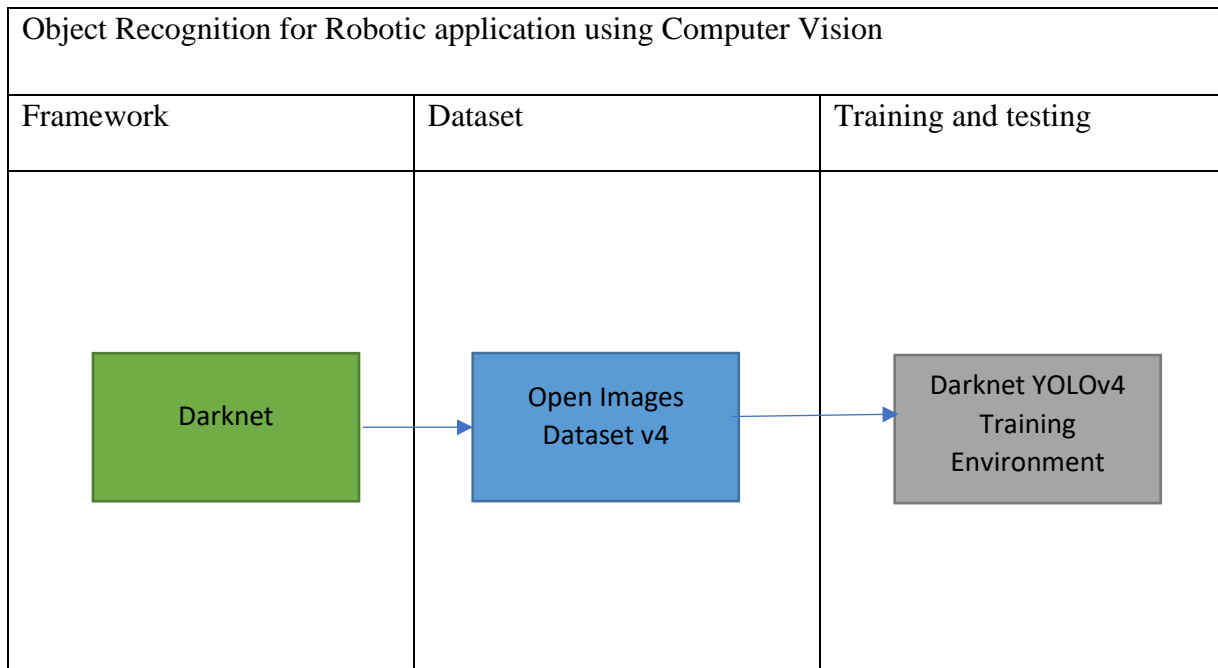 Object Recognition for Robotic application using Computer Vision
Framework
Dataset
Training and testing
Darknet
Open Images
Dataset v4
Darknet YOLOv4
Training
Environment